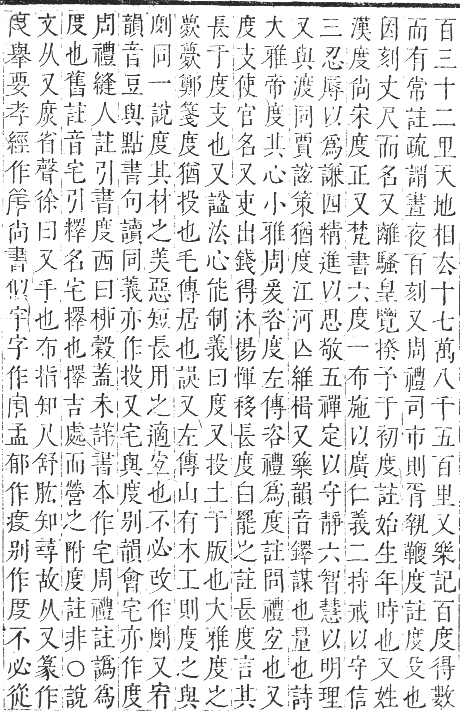 百三十二里天地相去十七萬八千五百里又樂記百度得數
而有常註疏謂晝夜百刻又周禮司市則胥執鞭度註度殳也
因刻丈尺而名又離騷皇覽揆予于初度註始生年時也又姓
漢度尚宋度正又梵書六度一布施以廣仁義二持戒以守信
三忍辱以爲謙四精進以思敬五禪定以守靜六智慧以明理
又與渡同賈誼策猶度江河亾維楫又藥韻音鐸謀也量也詩
大雅帝度其心小雅周爰咨度左傳咨禮爲度註問禮宐也又
度支使官名又吏出錢得沐楊惲移長度白罷之註長度言其
長于度支也又諡法心能制義曰度又投土于版也大雅度之
薨薨鄭箋度猶投也毛傳居也誤又左傳山有木工則度之與
劇同一說度其材之美惡短長用之適宐也不必改作劇又宥
韻音豆與點書句讀同義亦作投又宅與度别韻會宅亦作度
周禮縫人註引書度西曰柳穀蓋未詳書本作宅周禮註譌爲
度也舊註音宅引釋名宅擇也擇吉處而營之附度註非○說
文从又庶省聲徐曰又手也布指知尺舒肱知尋故从又篆作
度舉要孝經作㡯尚書似宇字作㡯孟郁作庱别作㡯不必從